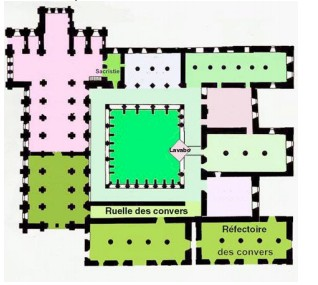 Sacristie
Lavabo
Ruelle des convers
Réfectoire
des convers